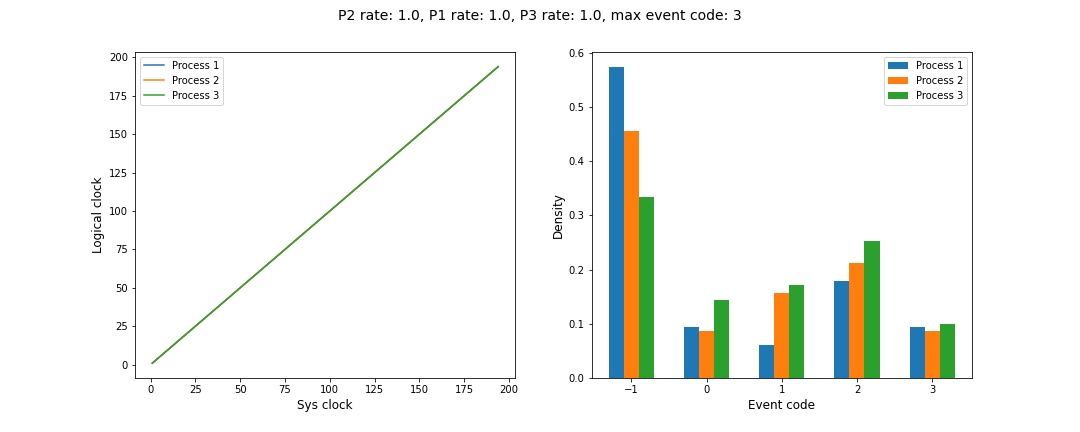 P2 rate: 1.0, P1 rate: 1.0, P3 rate: 1.0, max event code: 3
Process 1
Process 2
Process 3
200
175
150
125
100
75
50
25
0
Logical clock
0 25 50 75 100 125 150 175 200
Sys clock
Process 1
Process 2
Process 3
0.6
0.5
0.4
0.3
0.2
0.1
0.0
Density
−1 0 1 2 3
Event code